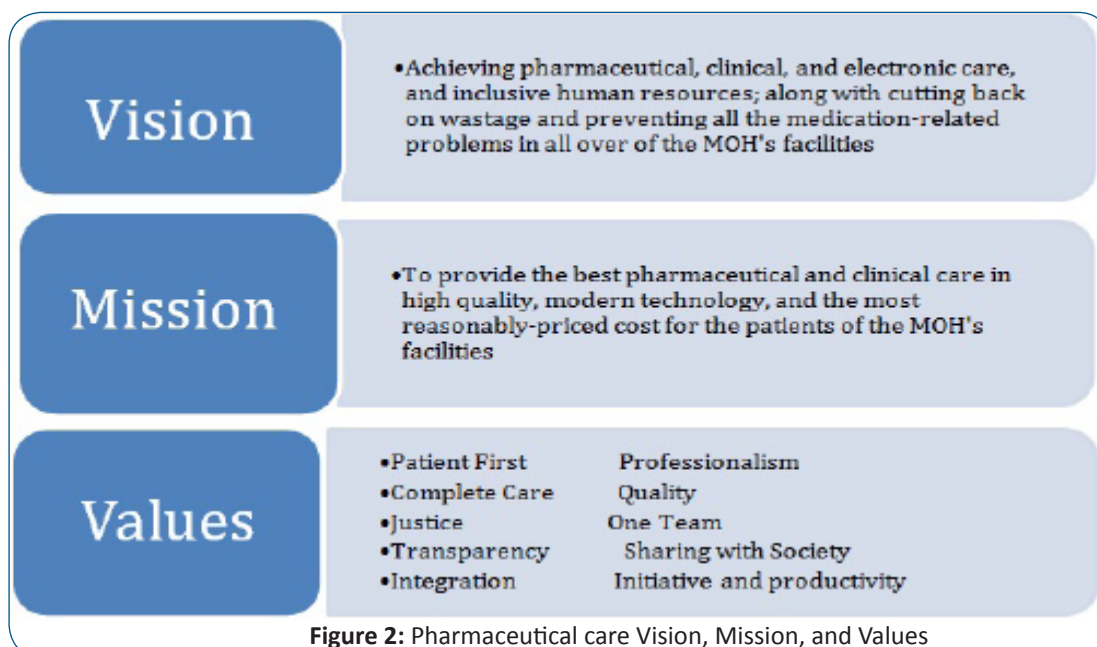 Vision
•Achieving pharmaceutical, clinical, and electronic care,
and inclusive human resources; along with cutting back
on wastage and preventing all the medication-related
problems in all over of the MOH's facilities
Mission
•To provide the best pharmaceutical and clinical care in
high quality, modern technology, and the most
reasonably-priced cost for the patients of the MOH's
facilities
Values
•Patient First Professionalism
•Complete Care Quality
•Justice One Team
•Transparency Sharing with Society
•Integration Initiative and productivity
Figure 2: Pharmaceutical care Vision, Mission, and Values